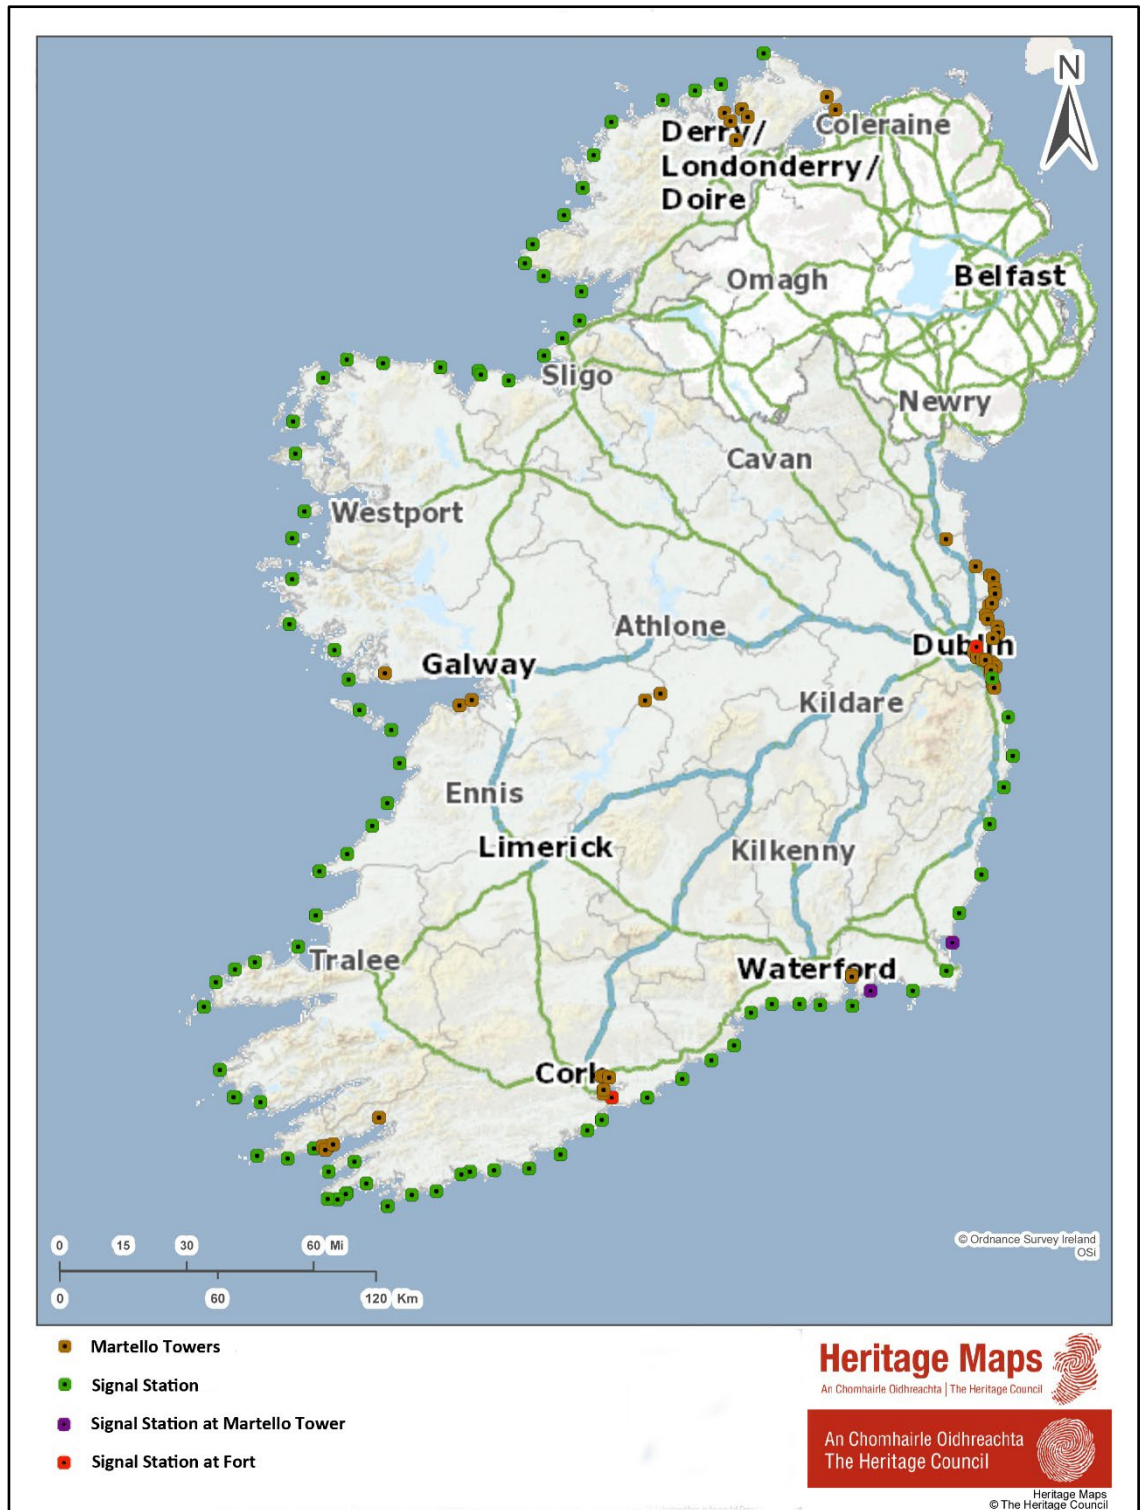 N
Derry/
Londonderry/
Doire
Coleraine
Omagh
Belfast
Sligo
Newry
Cavan
Westport
Athlone
Dublin
Galway
Kildare
Ennis
Limerick
Kilkenny
Tralee
Waterford
Cork
0 15 30 60 Mi
0 60 120 Km
© Ordnance Survey Ireland
OSi
Martello Towers
Signal Station
Signal Station at Martello Tower
Signal Station at Fort
Heritage Maps
An Chomhairle Oidhreachta | The Heritage Council
An Chomhairle Oidhreachta
The Heritage Council
Heritage Maps
© The Heritage Council